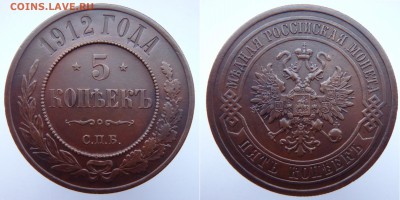 COINS.LAVE.RU
1912 ГОДА
5
КОПѢЕКЪ
С.П.Б.
МѢДНАЯ РОССІЙСКАЯ МОНЕТА
ПЯТЬ КОПѢЕКЪ